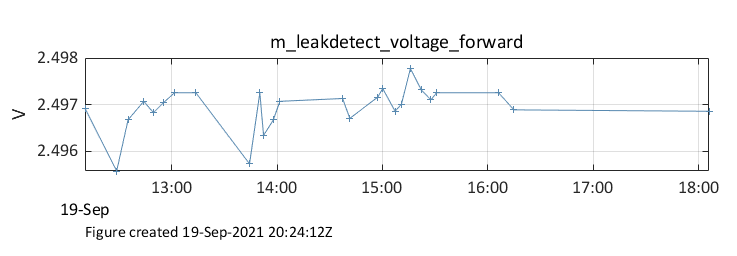 m_leakdetect_voltage_forward
2.498
2.497
2.496
V
13:00 14:00 15:00 16:00 17:00 18:00
19-Sep
Figure created 19-Sep-2021 20:24:12Z